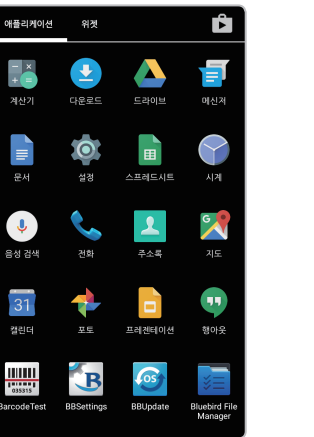 애플리케이션 위젯
계산기 다운로드 드라이브 메신저
문서 설정 스프레드시트 시계
음성 검색 전화 주소록 지도
31
캘린더 포토 프레젠테이션 행아웃
035315
BarcodeTest BBSettings BBUpdate Bluebird File
Manager